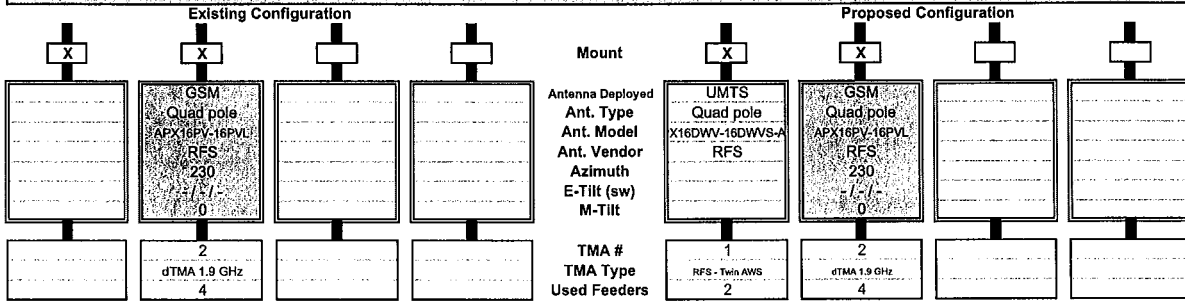 Existing Configuration Proposed Configuration
X X Mount X X
GSM Antenna Deployed UMTS GSM
Quad pole Ant. Type Quad pole Quad pole
APX16PV-16PVL Ant. Model X16DWV-16DWVS-A APX16PV-16PVL
RFS Ant. Vendor RFS RFS
230 Azimuth 230
- / - / - E-Tilt (sw) - / - / -
0 M-Tilt 0
2 TMA # 1 2
dTMA 1.9 GHz TMA Type RFS - Twin AWS dTMA 1.9 GHz
4 Used Feeders 2 4